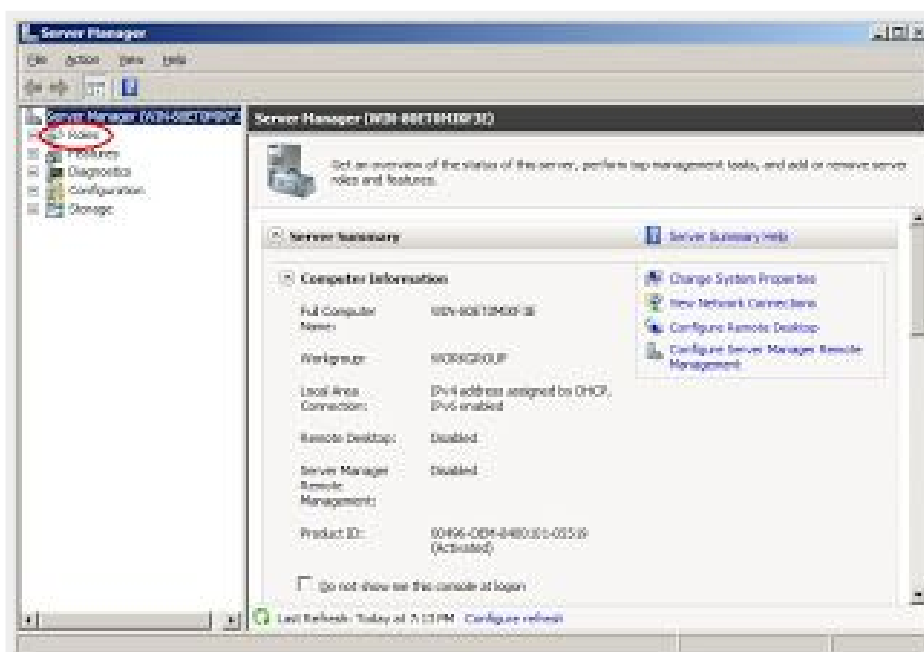 Server Manager
File Action View Help
Server Manager
Roles
Features
Diagnostics
Configuration
Storage
Server Manager
Get an overview of the status of this server, perform top management tasks, and add or remove server
roles and features.
Server Summary
Server Summary Help
Computer Information
Change System Properties
View Network Connections
Configure Remote Desktop
Configure Server Manager Remote
Management
Full Computer
Name:
Workgroup:
WORKGROUP
Local Area
Connection:
IPv4 address assigned by DHCP,
IPv6 enabled
Remote Desktop:
Disabled
Server Manager
Remote
Management:
Disabled
Product ID:
(Activated)
Do not show me this console at logon
Last Refresh: Today at
Configure refresh